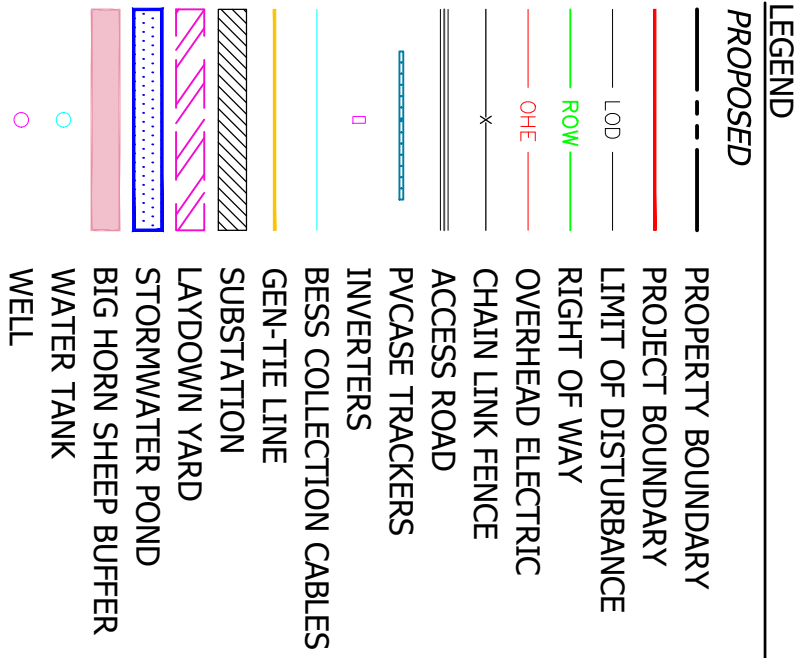 LEGEND
PROPOSED
PROPERTY BOUNDARY
PROJECT BOUNDARY
LOD LIMIT OF DISTURBANCE
ROW RIGHT OF WAY
OHE OVERHEAD ELECTRIC
X CHAIN LINK FENCE
ACCESS ROAD
PVCASE TRACKERS
INVERTERS
BESS COLLECTION CABLES
GEN-TIE LINE
SUBSTATION
LAYDOWN YARD
STORMWATER POND
BIG HORN SHEEP BUFFER
WATER TANK
WELL